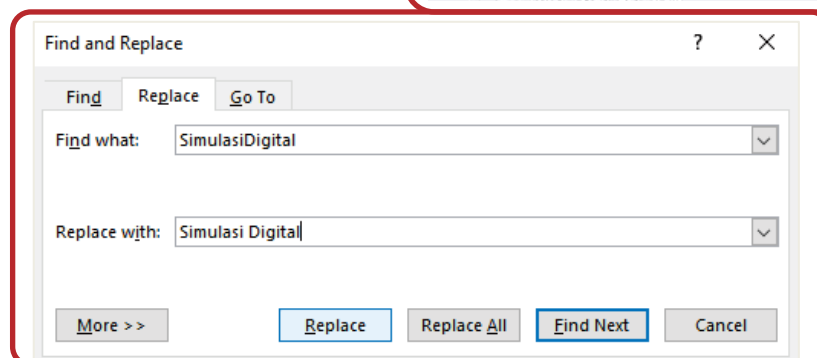 Find and Replace ? ×
Find Replace Go To
Find what: SimulasiDigital
Replace with: Simulasi Digital
More >> Replace Replace All Find Next Cancel